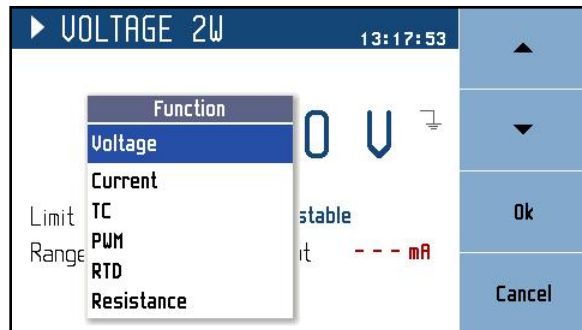 VOLTAGE 2W 13:17:53
Function
0 V
Voltage
Current
Limit TC stable Ok
PWM
Range mA
RTD
Resistance Cancel